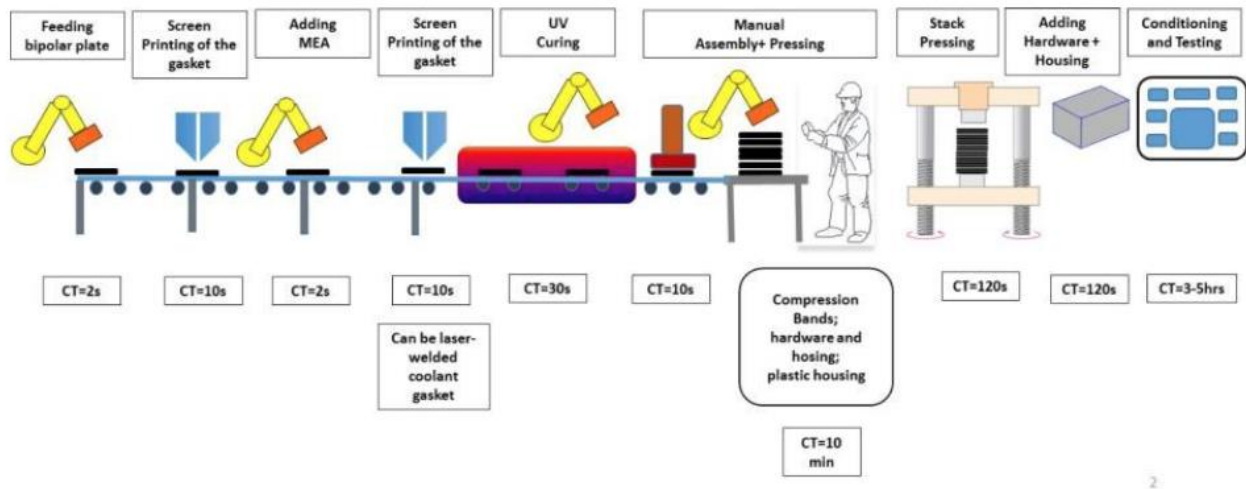 Feeding
bipolar plate
Screen
Printing of the
gasket
Adding
MEA
Screen
Printing of the
gasket
UV
Curing
Manual
Assembly+ Pressing
Stack
Pressing
Adding
Hardware +
Housing
Conditioning
and Testing
CT=2s
CT=10s
CT=2s
CT=10s
CT=30s
CT=10s
CT=120s
CT=120s
CT=3-5hrs
Can be laser-
welded
coolant
gasket
Compression
Bands;
hardware and
hosing;
plastic housing
CT=10
min
2